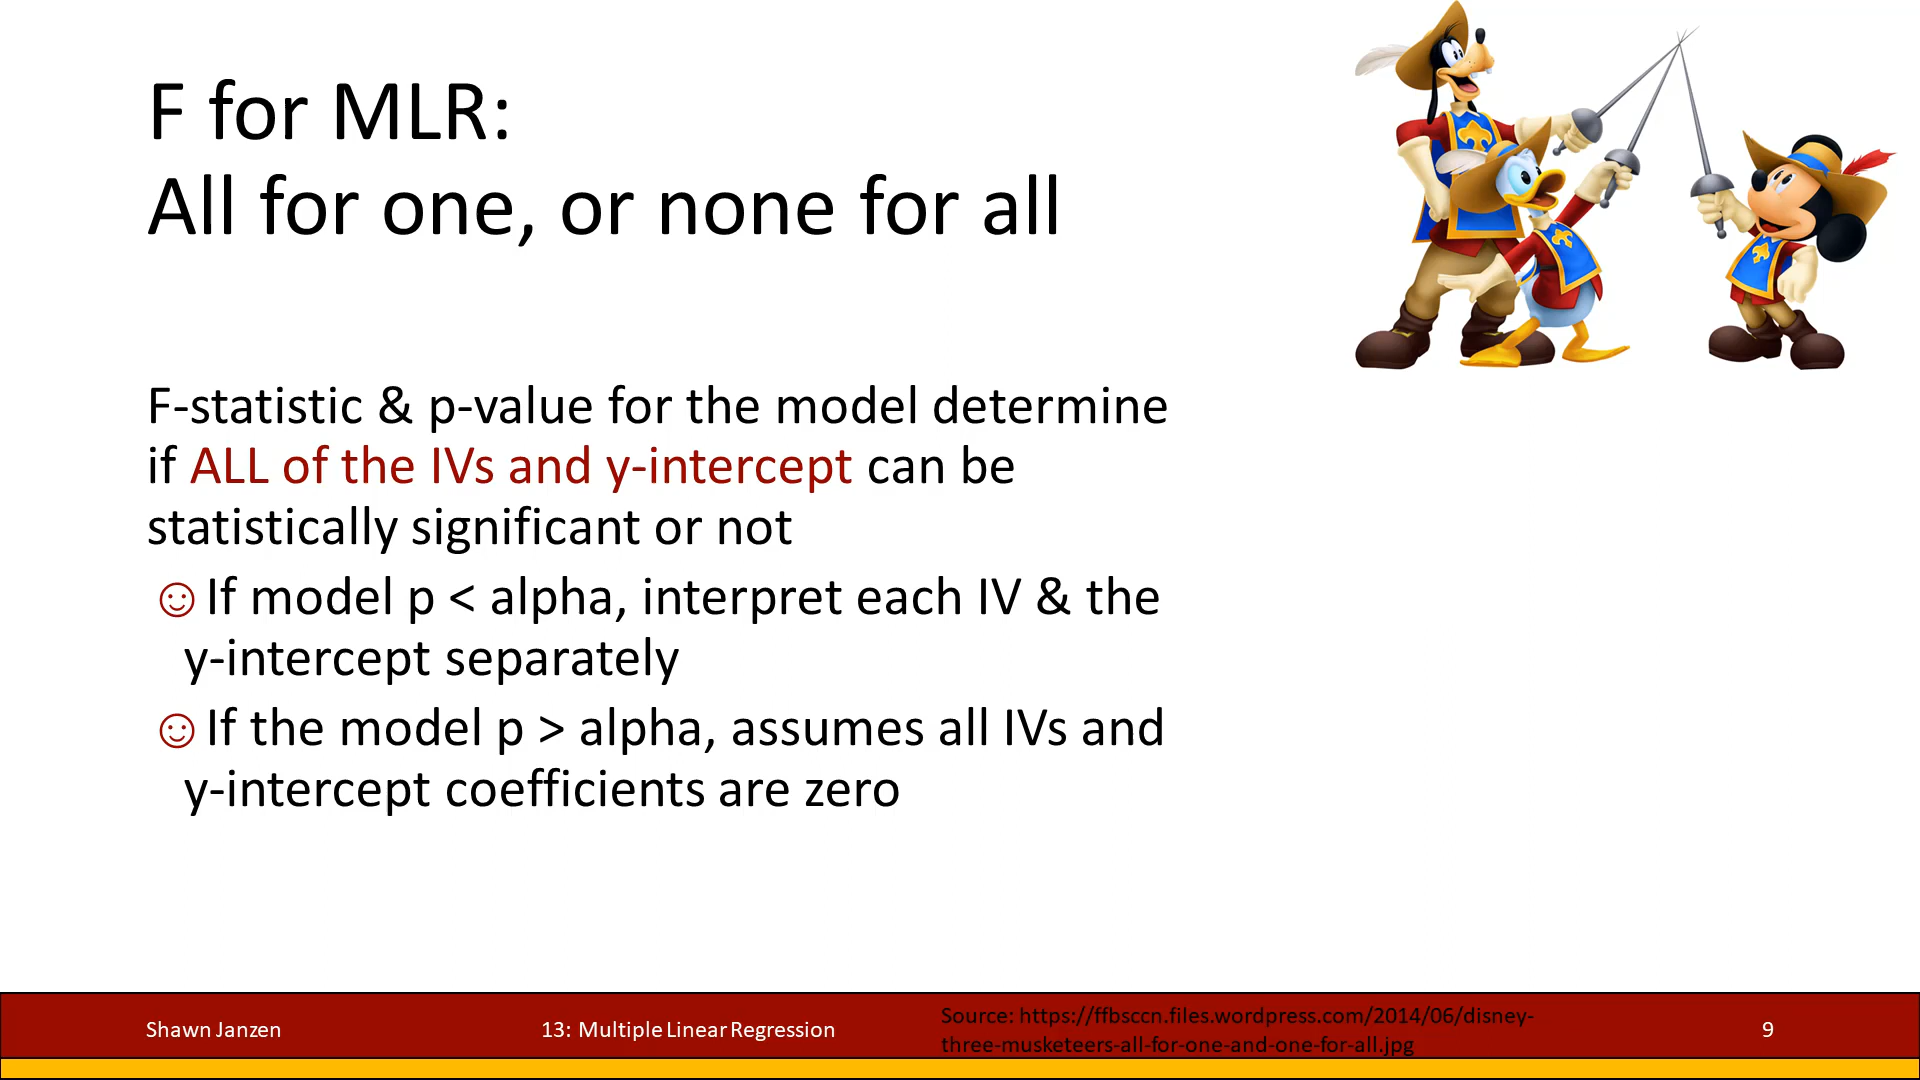 F for MLR:
All for one, or none for all
F-statistic & p-value for the model determine
if ALL of the IVs and y-intercept can be
statistically significant or not
☺If model p < alpha, interpret each IV & the
y-intercept separately
☺If the model p > alpha, assumes all IVs and
y-intercept coefficients are zero
Shawn Janzen
13: Multiple Linear Regression
Source: https://ffbsccn.files.wordpress.com/2014/06/disney-
three-musketeers-all-for-one-and-one-for-all.jpg
9